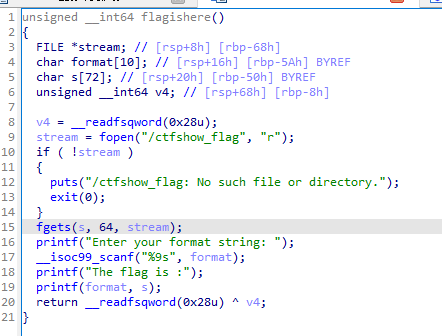 1 unsigned __int64 flagishere()
2 {
3 FILE *stream; // [rsp+8h] [rbp-68h]
4 char format[10]; // [rsp+16h] [rbp-5Ah] BYREF
5 char s[72]; // [rsp+20h] [rbp-50h] BYREF
6 unsigned __int64 v4; // [rsp+68h] [rbp-8h]
7
8 v4 = __readfsqword(0x28u);
9 stream = fopen("/ctfshow_flag", "r");
10 if ( !stream )
11 {
12 puts("/ctfshow_flag: No such file or directory.");
13 exit(0);
14 }
15 fgets(s, 64, stream);
16 printf("Enter your format string: ");
17 __isoc99_scanf("%9s", format);
18 printf("The flag is :");
19 printf(format, s);
20 return __readfsqword(0x28u) ^ v4;
21 }